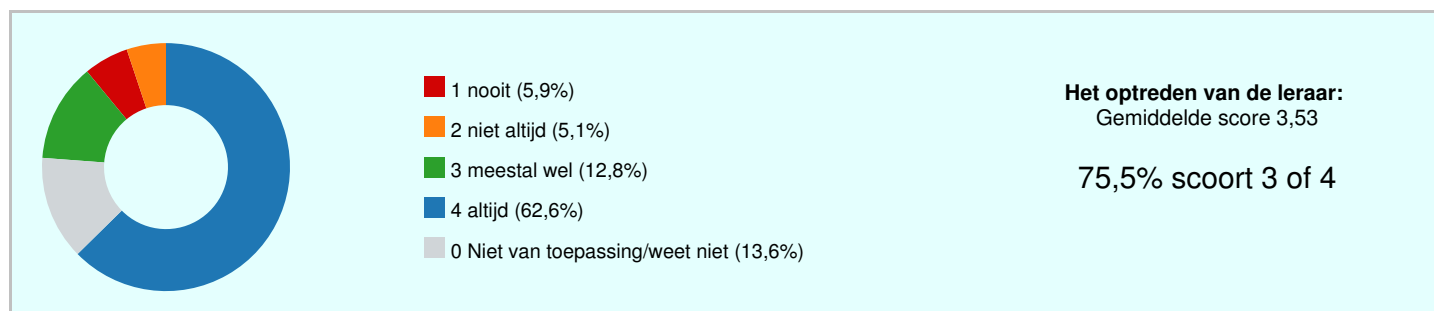 1 nooit (5,9%)
2 niet altijd (5,1%)
3 meestal wel (12,8%)
4 altijd (62,6%)
0 Niet van toepassing/weet niet (13,6%)
Het optreden van de leraar:
Gemiddelde score 3,53
75,5% scoort 3 of 4